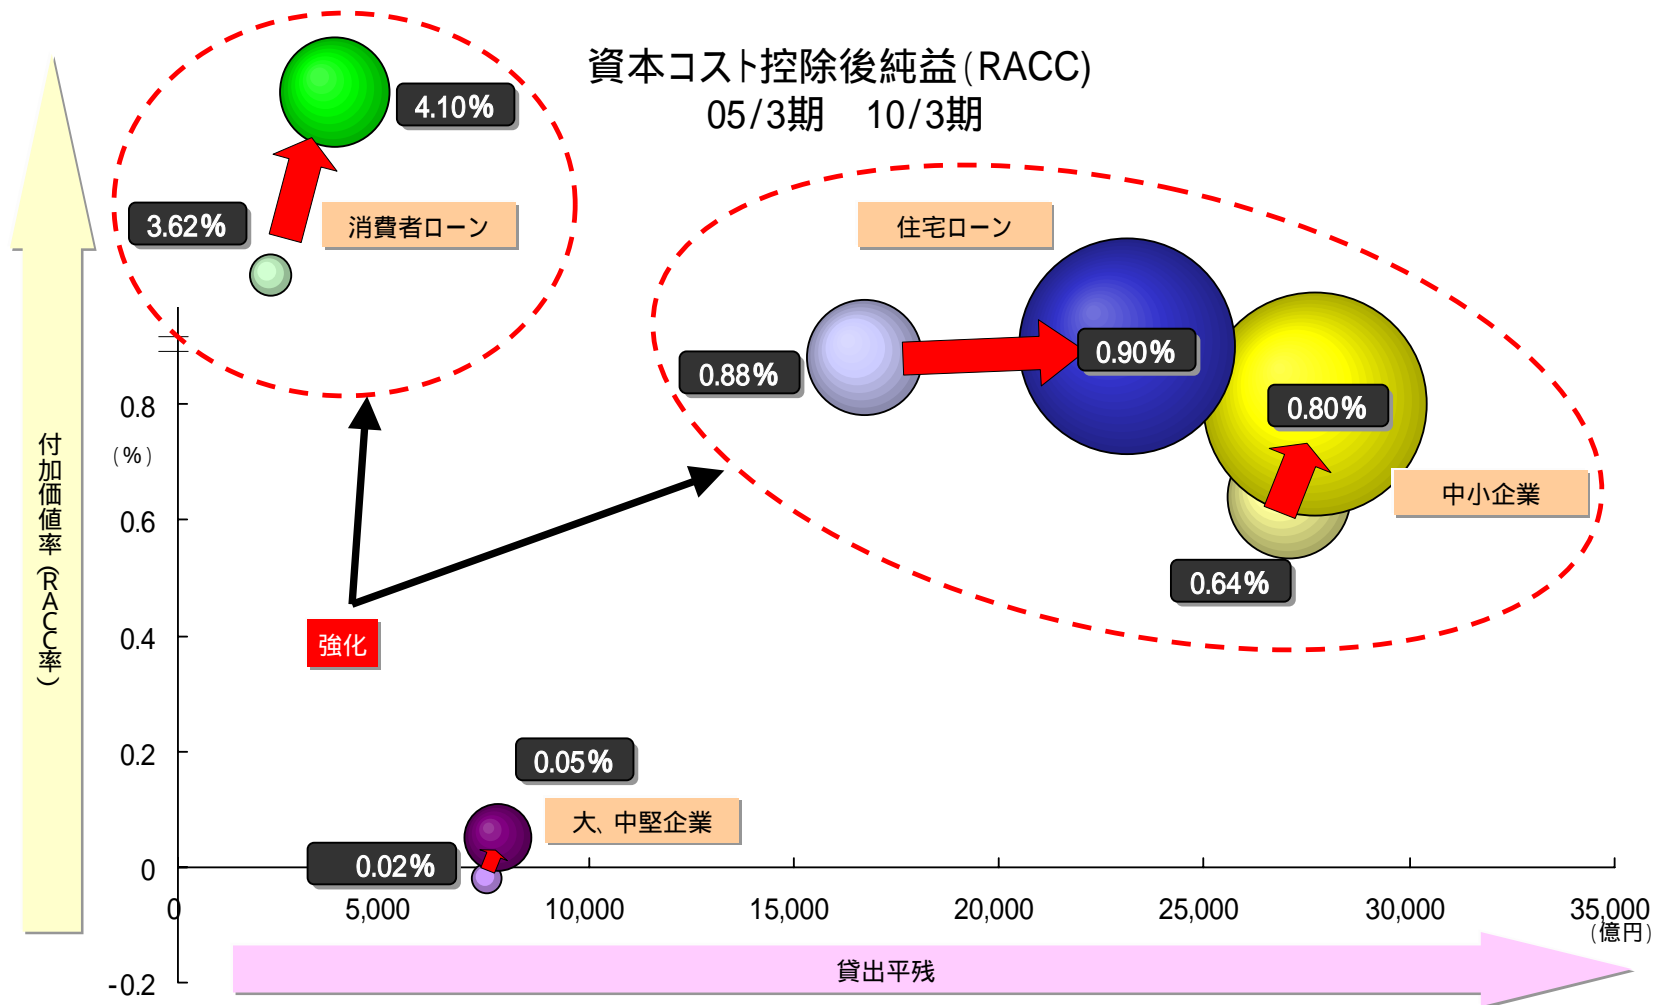 資本コスト控除後純益(RACC)
05/3期 10/3期
4.10%
3.62%
消費者ローン
住宅ローン
0.88%
0.90%
0.80%
中小企業
0.64%
強化
0.05%
大、中堅企業
0.02%
付加価値率(RACC率)
(%)
0.8
0.6
0.4
0.2
0
-0.2
0 5,000 10,000 15,000 20,000 25,000 30,000 35,000
(億円)
貸出平残